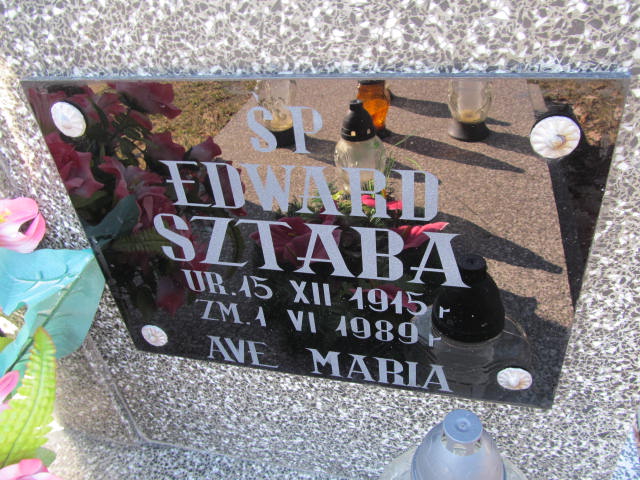 ŚP
EDWARD
SZTABA
UR. 15 XII 1915 r
ZM. 1 VI 1989 r
AVE MARIA